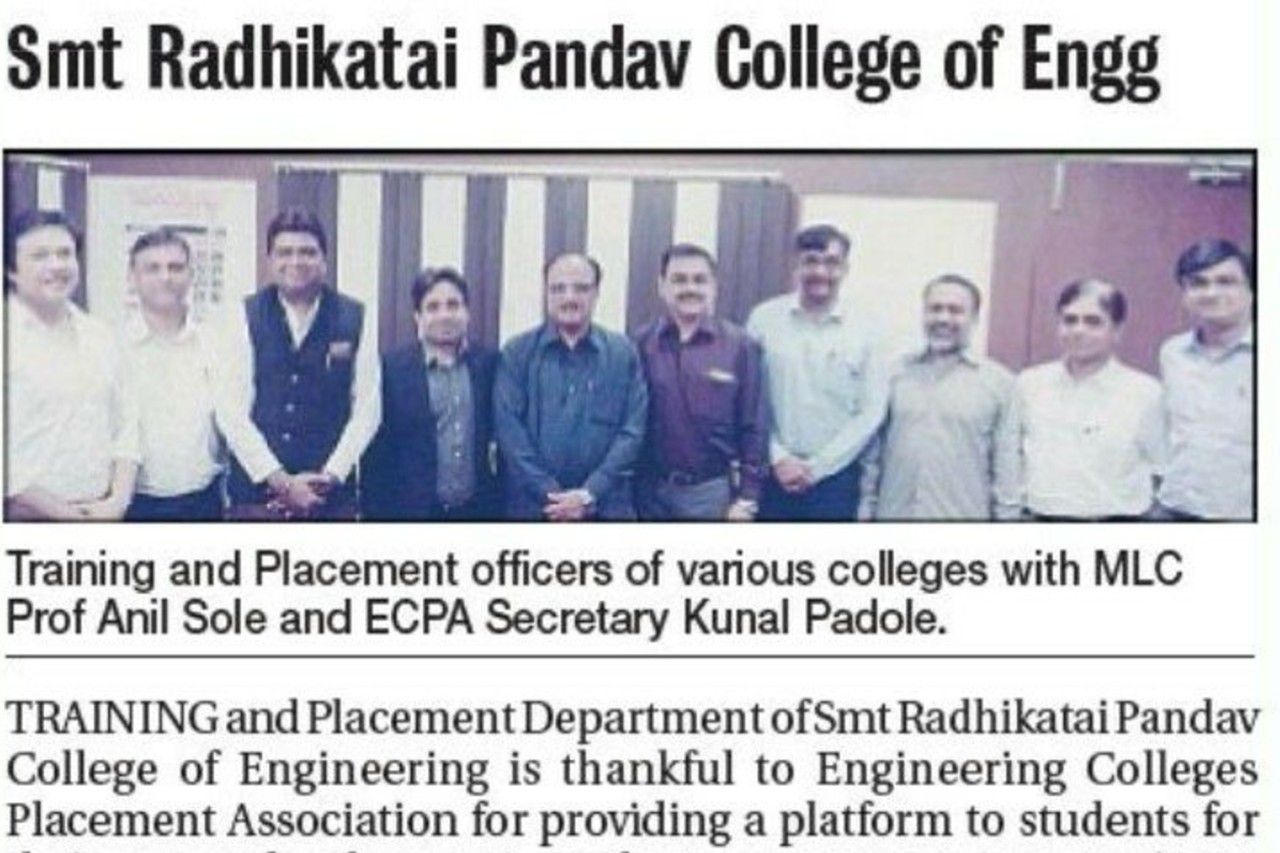 Smt Radhikatai Pandav College of Engg
Training and Placement officers of various colleges with MLC
Prof Anil Sole and ECPA Secretary Kunal Padole.
TRAINING and Placement Department of Smt Radhikatai Pandav
College of Engineering is thankful to Engineering Colleges
Placement Association for providing a platform to students for